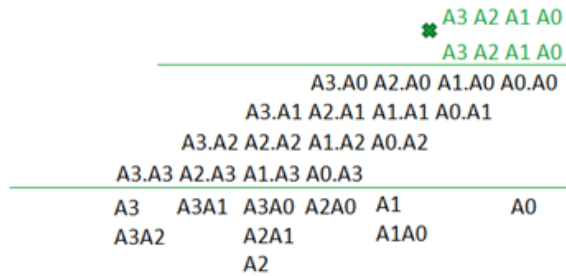 A3 A2 A1 A0
✖ A3 A2 A1 A0
A3.A0 A2.A0 A1.A0 A0.A0
A3.A1 A2.A1 A1.A1 A0.A1
A3.A2 A2.A2 A1.A2 A0.A2
A3.A3 A2.A3 A1.A3 A0.A3
A3 A3A1 A3A0 A2A0 A1 A0
A3A2 A2A1 A1A0
A2